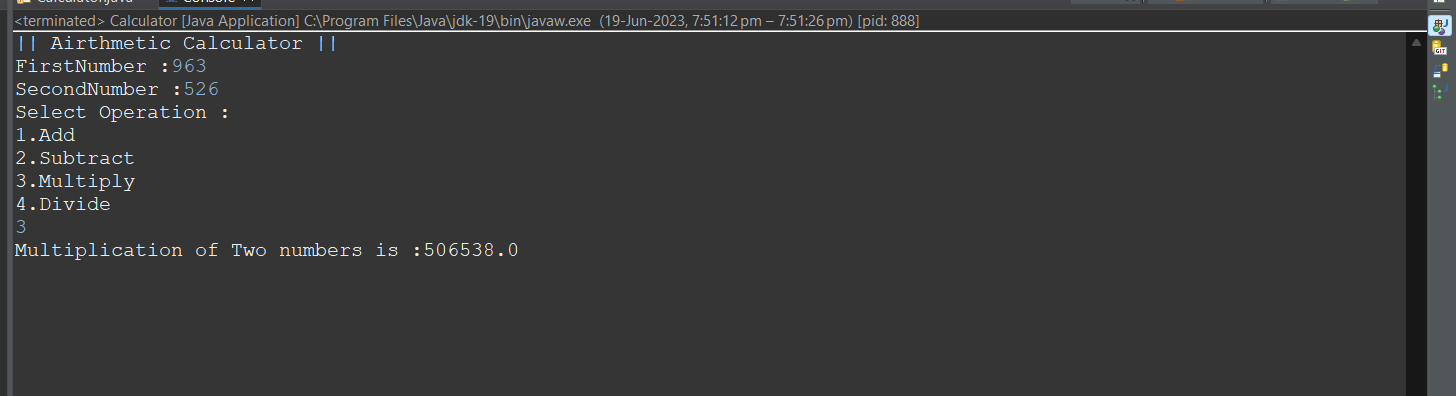 <terminated> Calculator [Java Application] C:\Program Files\Java\jdk-19\bin\javaw.exe (19-Jun-2023, 7:51:12 pm – 7:51:26 pm) [pid: 888]
|| Airthmetic Calculator ||
FirstNumber :963
SecondNumber :526
Select Operation :
1.Add
2.Subtract
3.Multiply
4.Divide
3
Multiplication of Two numbers is :506538.0
GIT